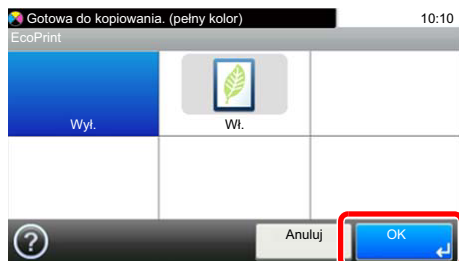 Gotowa do kopiowania. (pełny kolor) 10:10
EcoPrint
Wył. Wł.
? Anuluj OK